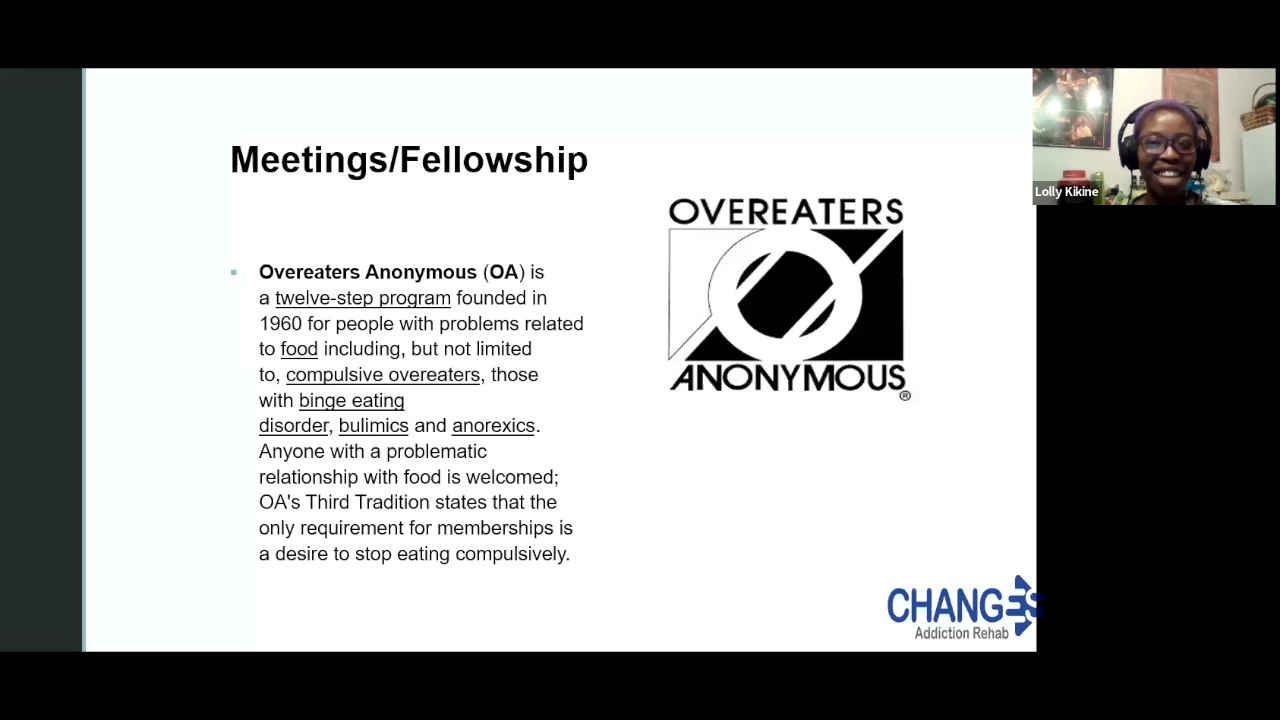 Meetings/Fellowship
Overeaters Anonymous (OA) is
a twelve-step program founded in
1960 for people with problems related
to food including, but not limited
to, compulsive overeaters, those
with binge eating
disorder, bulimics and anorexics.
Anyone with a problematic
relationship with food is welcomed;
OA's Third Tradition states that the
only requirement for memberships is
a desire to stop eating compulsively.
OVEREATERS
ANONYMOUS®
CHANGES
Addiction Rehab
Lolly Kikine